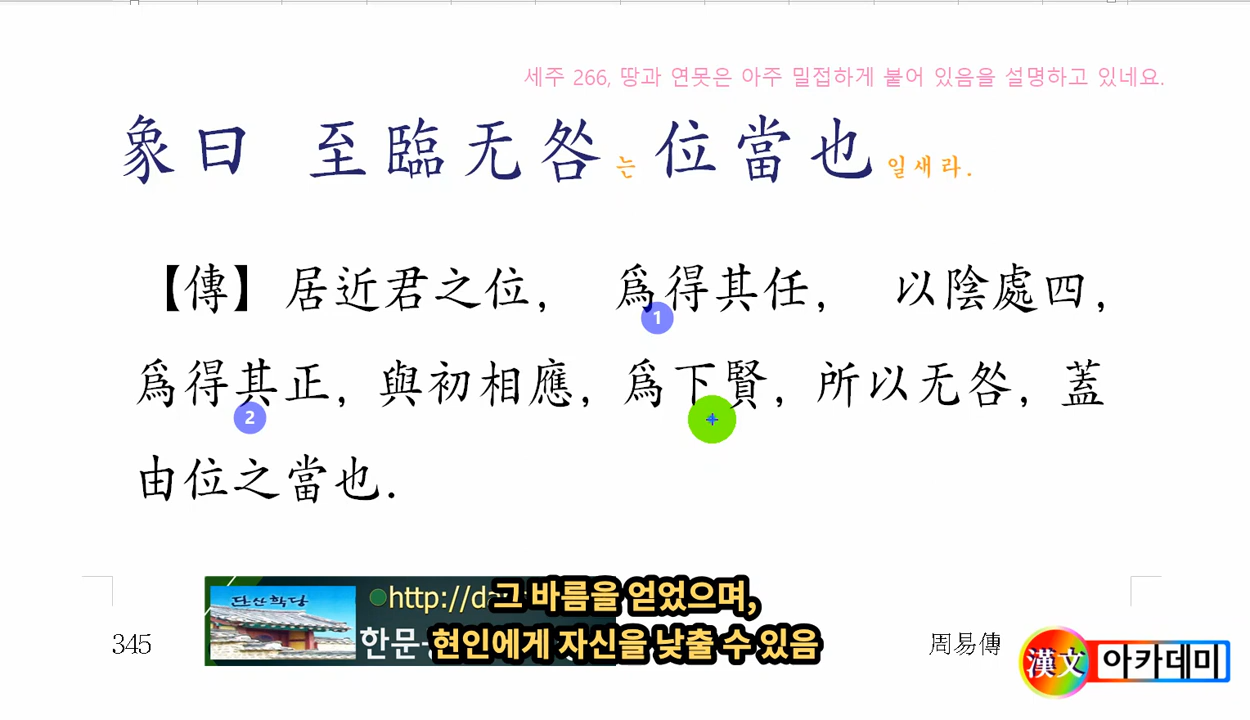 세주 266, 땅과 연못은 아주 밀접하게 붙어 있음을 설명하고 있네요.
象曰 至臨无咎는 位當也일새라.
【傳】居近君之位, 爲得其任, 以陰處四,
1
爲得其正, 與初相應, 爲下賢, 所以无咎, 蓋
2
由位之當也.
단산학당
http://da
그 바름을 얻었으며,
한문
현인에게 자신을 낮출 수 있음
345
周易傳
漢文 아카데미